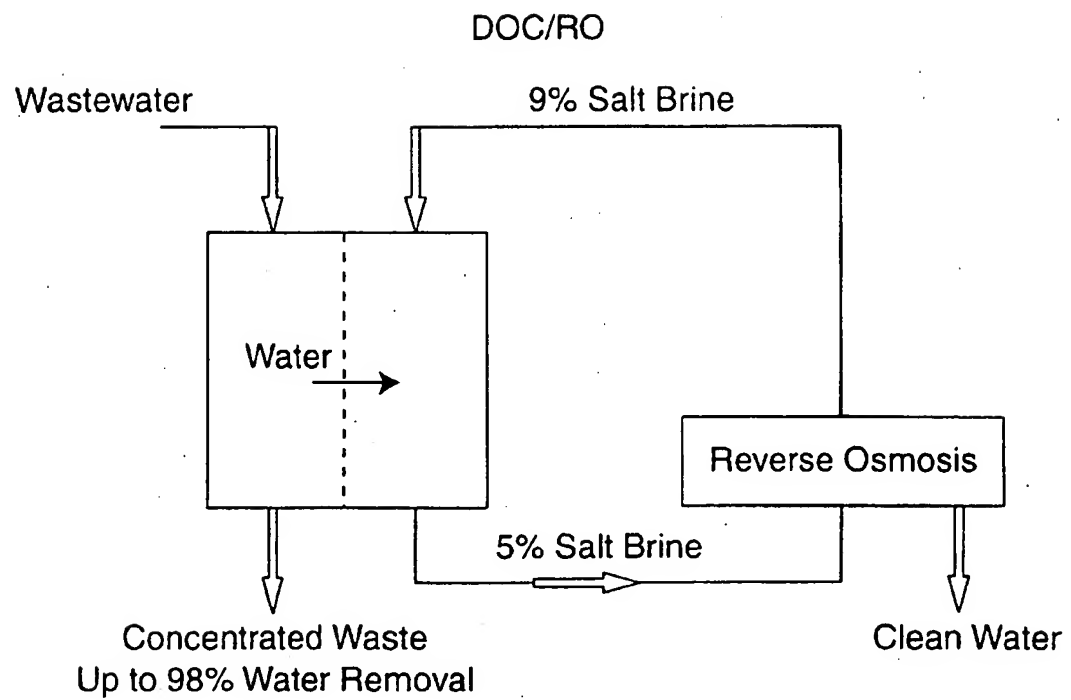 DOC/RO
Wastewater
9% Salt Brine
Water
Reverse Osmosis
5% Salt Brine
Concentrated Waste
Up to 98% Water Removal
Clean Water